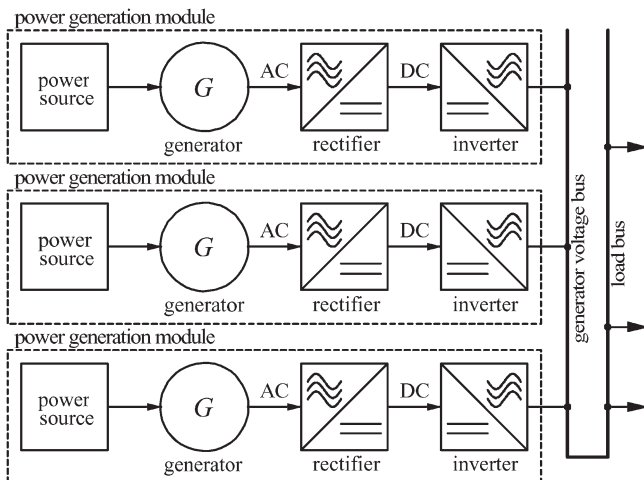 power generation module
power
source
G
generator
AC
rectifier
DC
inverter
power generation module
power
source
G
generator
AC
rectifier
DC
inverter
power generation module
power
source
G
generator
AC
rectifier
DC
inverter
generator voltage bus
load bus